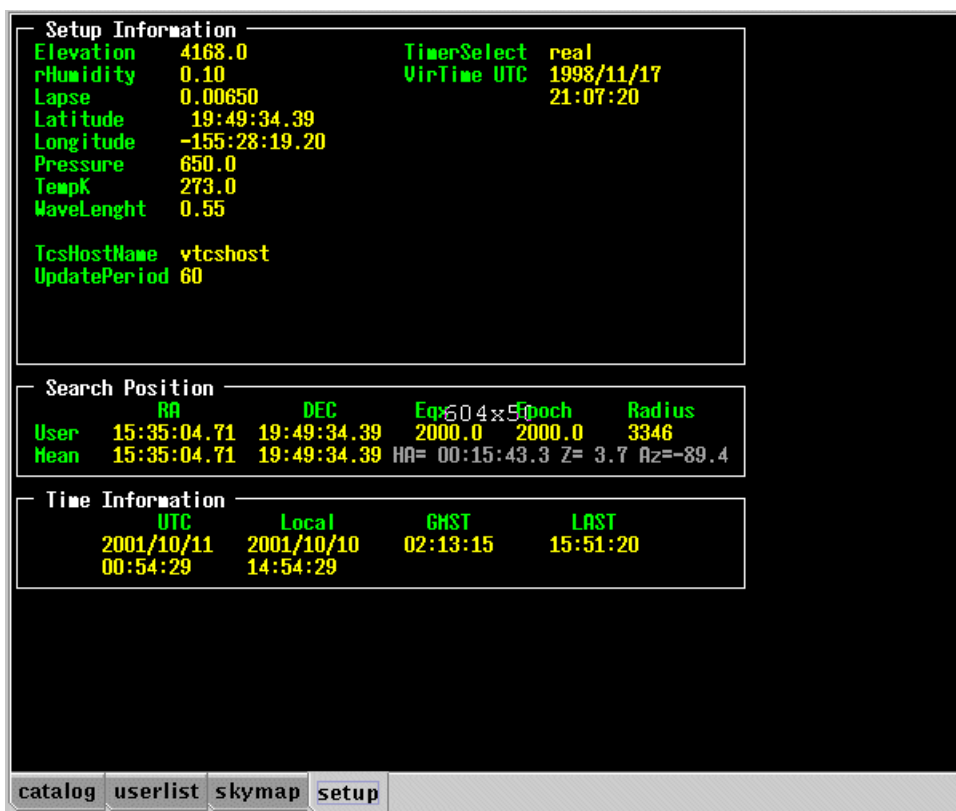 Setup Information
Elevation 4168.0 TimerSelect real
rHumidity 0.10 VirTime UTC 1998/11/17
Lapse 0.00650 21:07:20
Latitude 19:49:34.39
Longitude -155:28:19.20
Pressure 650.0
TempK 273.0
WaveLenght 0.55
TcsHostName vtcshost
UpdatePeriod 60
Search Position
RA DEC Eqx Epoch Radius
User 15:35:04.71 19:49:34.39 2000.0 2000.0 3346
Mean 15:35:04.71 19:49:34.39 HA= 00:15:43.3 Z= 3.7 Az=-89.4
Time Information
UTC Local GMST LAST
2001/10/11 2001/10/10 02:13:15 15:51:20
00:54:29 14:54:29
catalog userlist skymap setup